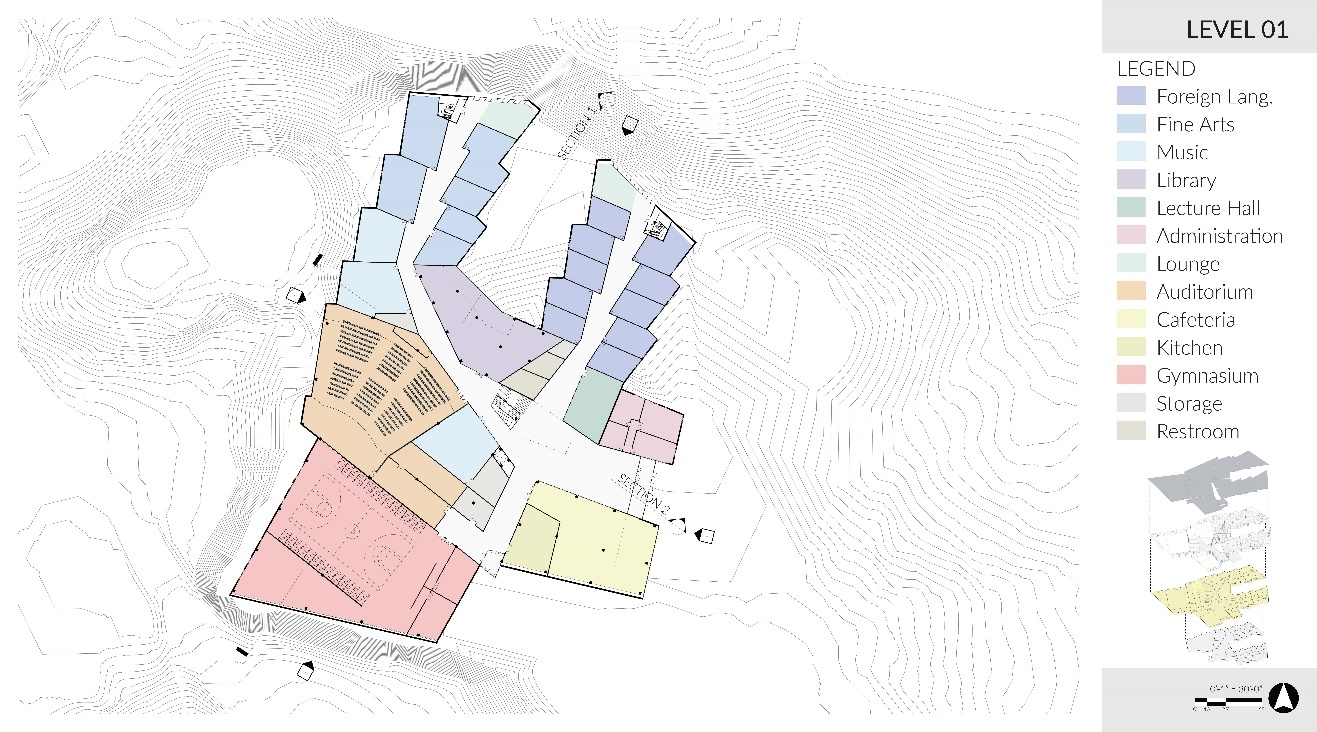 LEVEL 01
LEGEND
Foreign Lang.
Fine Arts
Music
Library
Lecture Hall
Administration
Lounge
Auditorium
Cafeteria
Kitchen
Gymnasium
Storage
Restroom
SECTION 1
SECTION 2